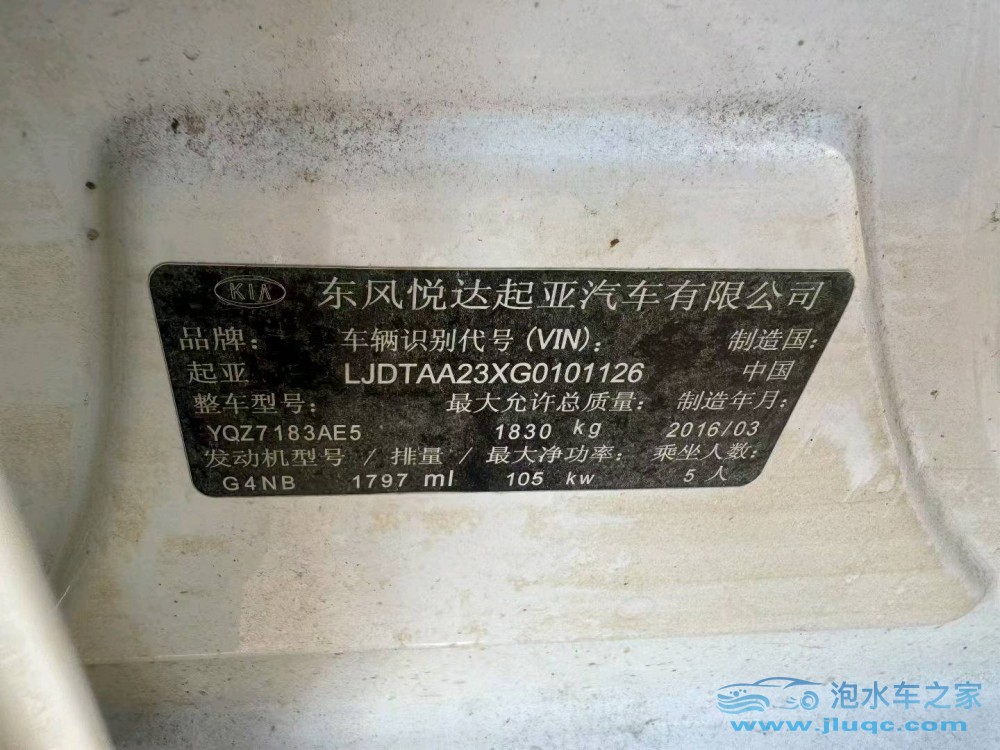 KIA 东风悦达起亚汽车有限公司
品牌： 车辆识别代号(VIN)： 制造国：
起亚 LJDTAA23XG0101126 中国
整车型号： 最大允许总质量： 制造年月：
YQZ7183AE5 1830 kg 2016/03
发动机型号 / 排量 / 最大净功率： 乘坐人数：
G4NB 1797 ml 105 kw 5 人
泡水车之家
www.jluqc.com